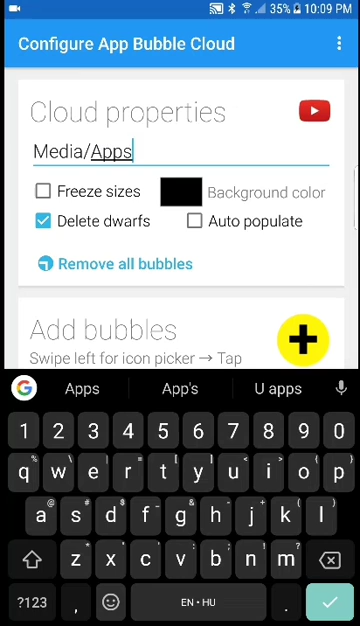 35% 10:09 PM
Configure App Bubble Cloud
Cloud properties
Media/Apps
Freeze sizes Background color
Delete dwarfs Auto populate
Remove all bubbles
Add bubbles
Swipe left for icon picker → Tap
G Apps App's U apps
1 2 3 4 5 6 7 8 9 0
% ^ ~ | [ ] < > { }
q w e r t y u i o p
@ # $ _ & - + ( )
a s d f g h j k l
* " ' : ; ! ?
z x c v b n m
?123 , EN • HU .